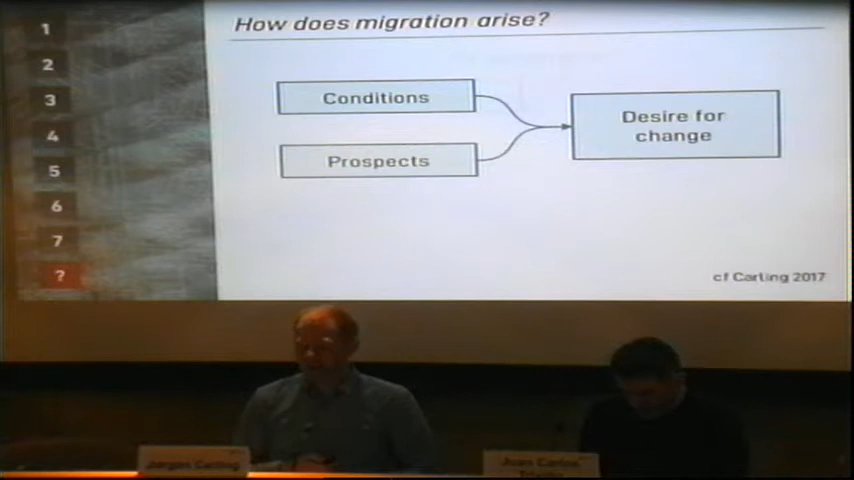 How does migration arise?
1
2
3
4
5
6
7
?
Conditions
Prospects
Desire for
change
cf Carling 2017
Jørgen Carling
Juan Carlos